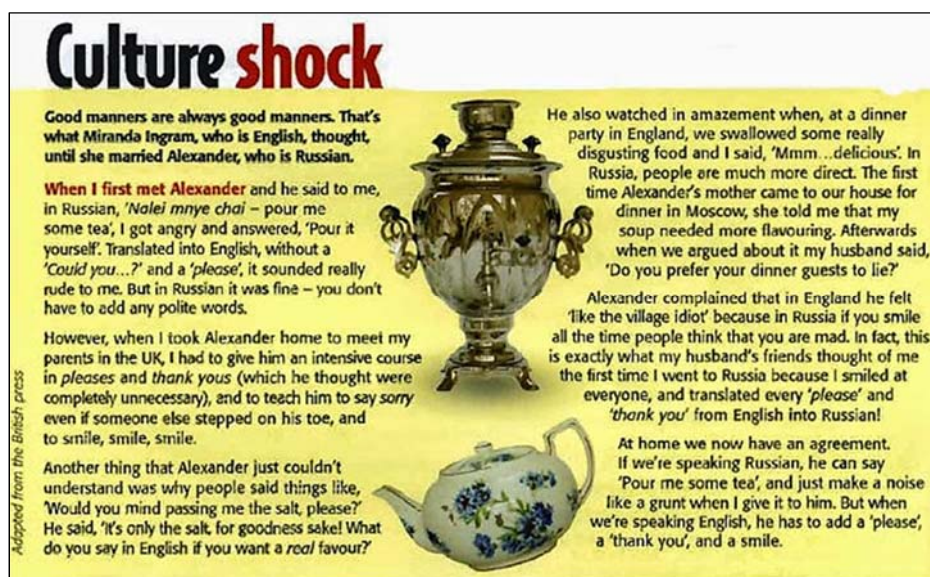 Culture shock
Good manners are always good manners. That's
what Miranda Ingram, who is English, thought,
until she married Alexander, who is Russian.
When I first met Alexander and he said to me,
in Russian, 'Nalei mnye chai – pour me
some tea', I got angry and answered, 'Pour it
yourself'. Translated into English, without a
'Could you...?' and a 'please', it sounded really
rude to me. But in Russian it was fine – you don't
have to add any polite words.
However, when I took Alexander home to meet my
parents in the UK, I had to give him an intensive course
in pleases and thank yous (which he thought were
completely unnecessary), and to teach him to say sorry
even if someone else stepped on his toe, and
to smile, smile, smile.
Another thing that Alexander just couldn't
understand was why people said things like,
'Would you mind passing me the salt, please?'
He said, 'It's only the salt, for goodness sake! What
do you say in English if you want a real favour?'
He also watched in amazement when, at a dinner
party in England, we swallowed some really
disgusting food and I said, 'Mmm...delicious'. In
Russia, people are much more direct. The first
time Alexander's mother came to our house for
dinner in Moscow, she told me that my
soup needed more flavouring. Afterwards
when we argued about it my husband said,
'Do you prefer your dinner guests to lie?'
Alexander complained that in England he felt
'like the village idiot' because in Russia if you smile
all the time people think that you are mad. In fact, this
is exactly what my husband's friends thought of me
the first time I went to Russia because I smiled at
everyone, and translated every 'please' and
'thank you' from English into Russian!
At home we now have an agreement.
If we're speaking Russian, he can say
'Pour me some tea', and just make a noise
like a grunt when I give it to him. But when
we're speaking English, he has to add a 'please',
a 'thank you', and a smile.
Adapted from the British press